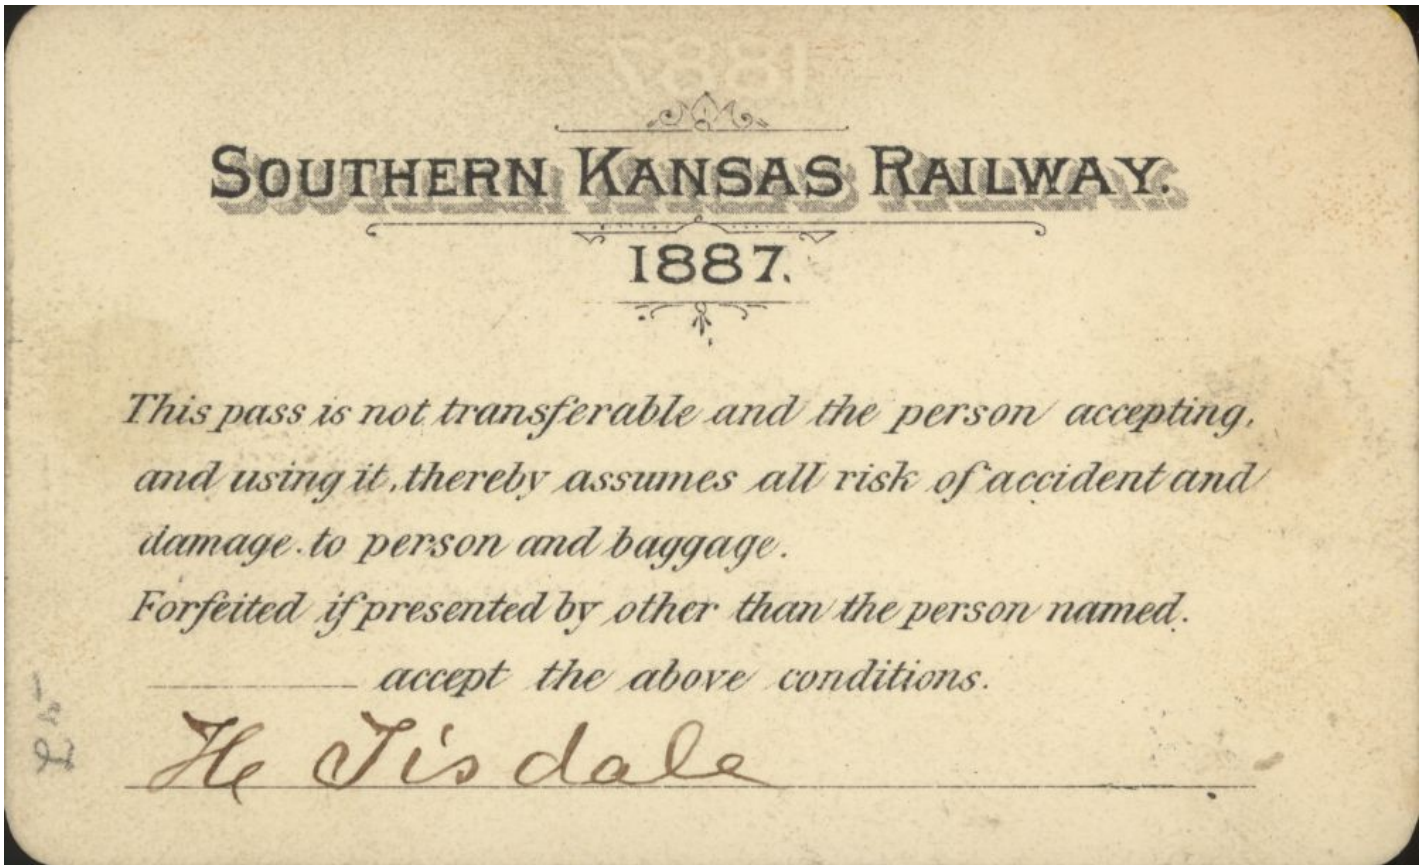 SOUTHERN KANSAS RAILWAY.
1887.
This pass is not transferable and the person accepting,
and using it, thereby assumes all risk of accident and
damage to person and baggage.
Forfeited if presented by other than the person named.
accept the above conditions.
H Tisdale